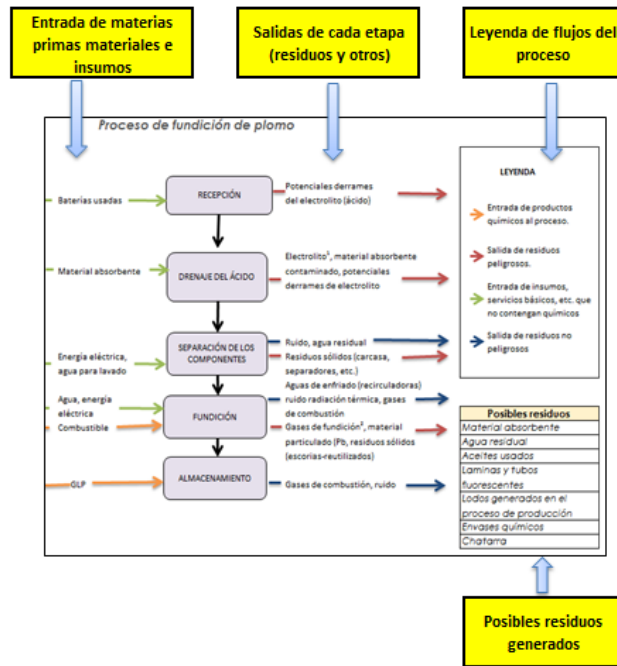 Entrada de materias
primas materiales e
insumos
Salidas de cada etapa
(residuos y otros)
Leyenda de flujos del
proceso
Proceso de fundición de plomo
Baterías usadas
RECEPCIÓN
Potenciales derrames
del electrolito (ácido)
Material absorbente
DRENAJE DEL ÁCIDO
Electrolito¹, material absorbente
contaminado, potenciales
derrames de electrolito
Energía eléctrica,
agua para lavado
SEPARACIÓN DE LOS
COMPONENTES
Ruido, agua residual
Residuos sólidos (carcasa,
separadores, etc.)
Agua, energía
eléctrica
Combustible
FUNDICIÓN
Aguas de enfriado (recirculadoras)
ruido radiación térmica, gases
de combustión
Gases de fundición², material
particulado (Pb, residuos sólidos
(escorias-reutilizados)
GLP
ALMACENAMIENTO
Gases de combustión, ruido
LEYENDA
Entrada de productos
químicos al proceso.
Salida de residuos
peligrosos.
Entrada de insumos,
servicios básicos, etc. que
no contengan químicos
Salida de residuos no
peligrosos
Posibles residuos
Material absorbente
Agua residual
Aceites usados
Laminas y tubos
fluorescentes
Lodos generados en el
proceso de producción
Envases químicos
Chatarra
Posibles residuos
generados